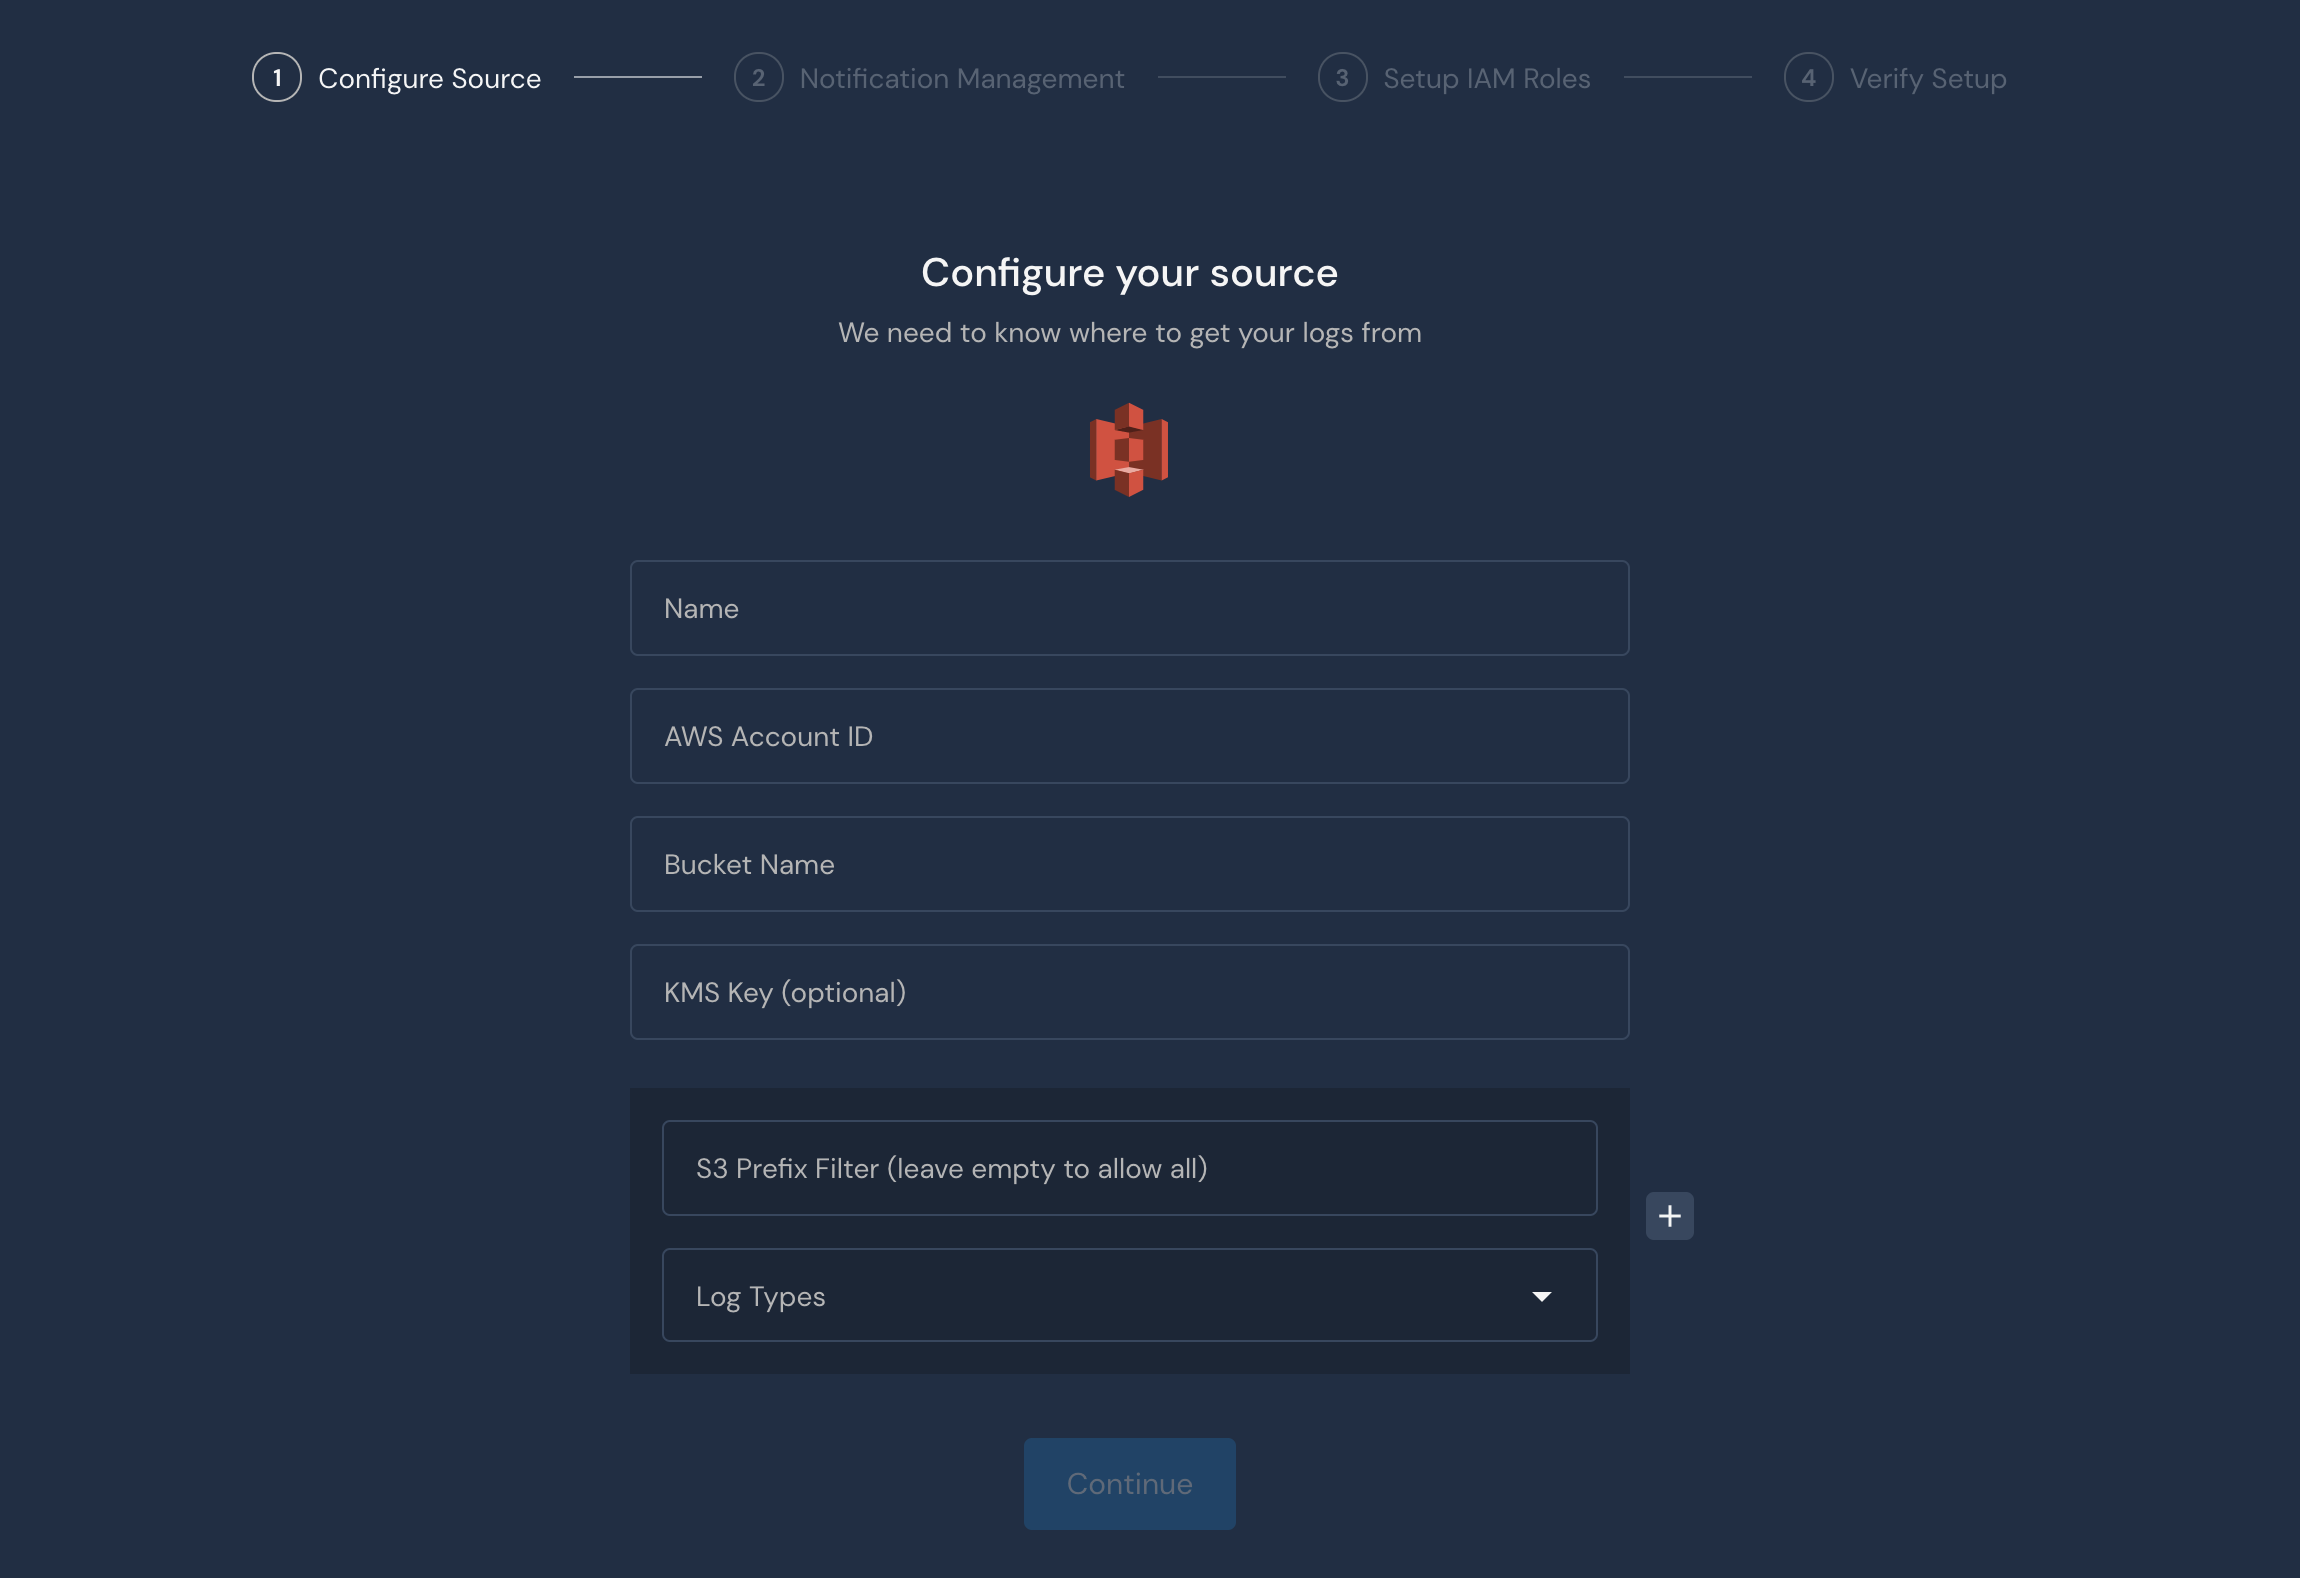 1 Configure Source 2 Notification Management 3 Setup IAM Roles 4 Verify Setup
Configure your source
We need to know where to get your logs from
Name
AWS Account ID
Bucket Name
KMS Key (optional)
S3 Prefix Filter (leave empty to allow all)
+
Log Types
Continue